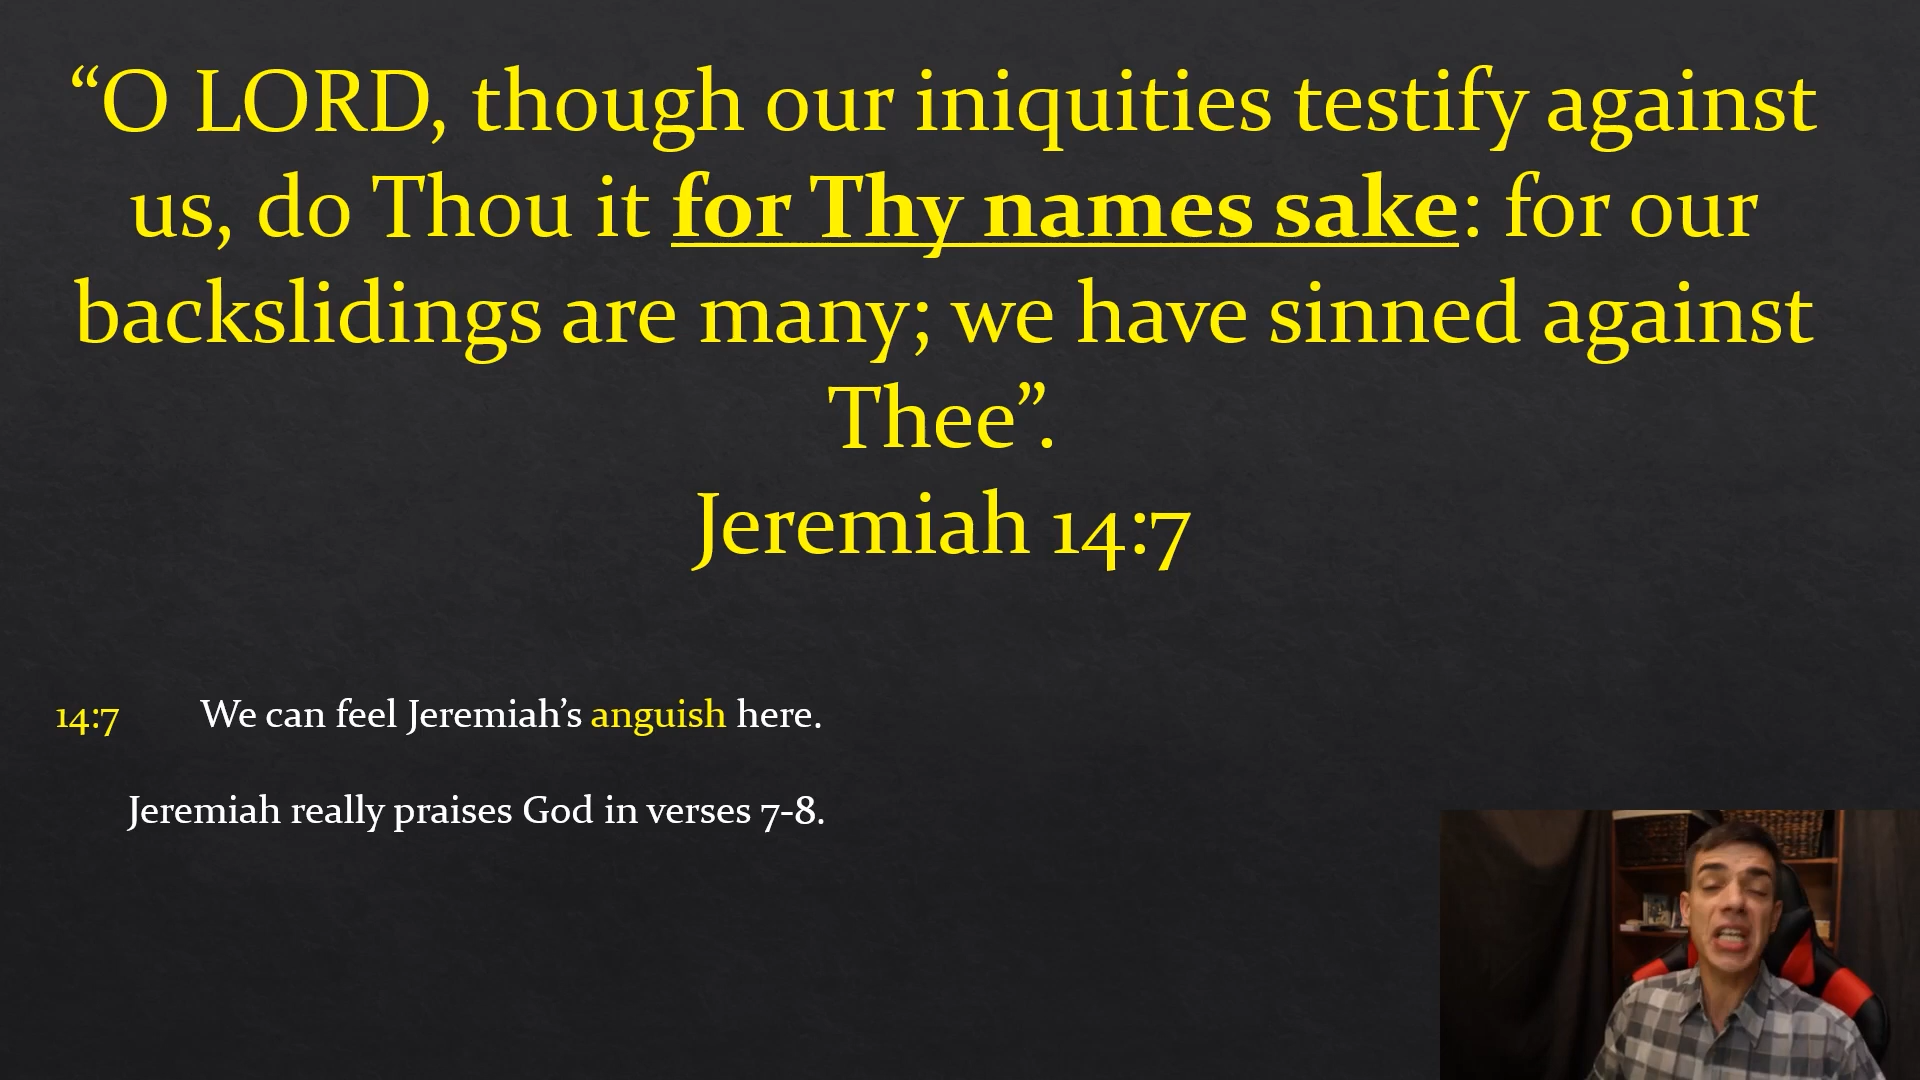 “O LORD, though our iniquities testify against
us, do Thou it for Thy names sake: for our
backslidings are many; we have sinned against
Thee”.
Jeremiah 14:7
14:7 We can feel Jeremiah’s anguish here.
Jeremiah really praises God in verses 7-8.